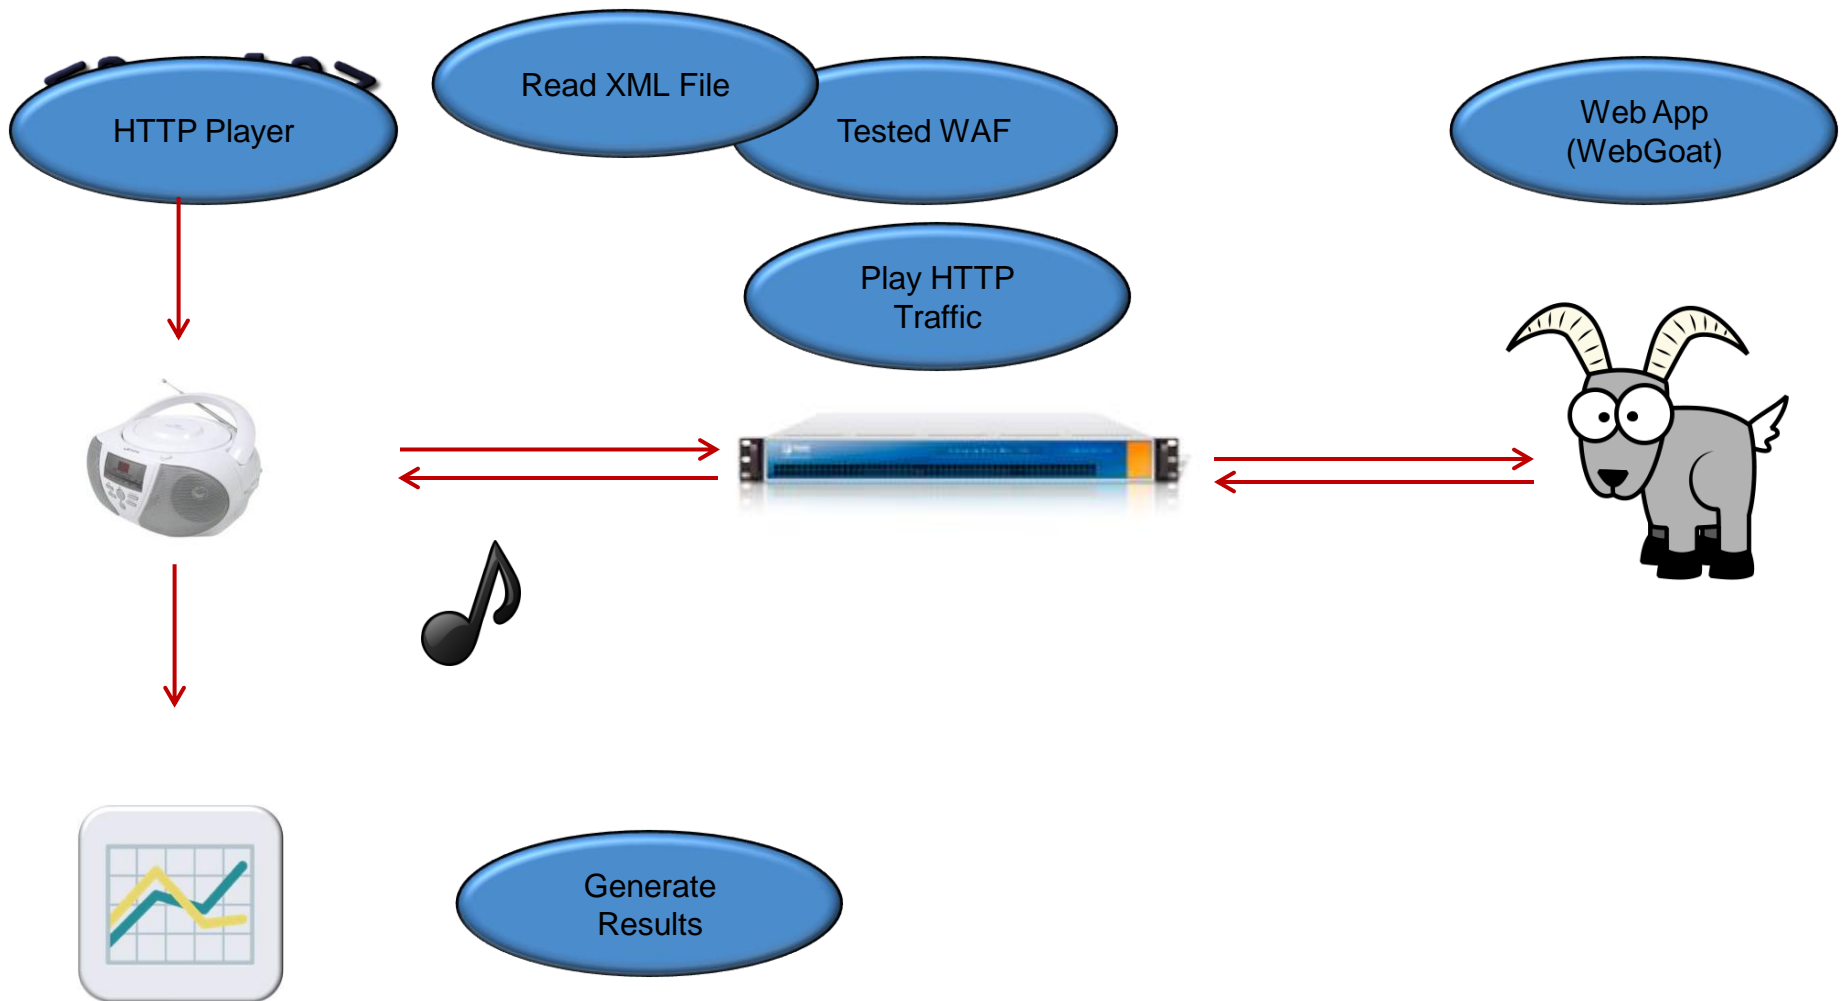 HTTP Player
Read XML File
Tested WAF
Web App
(WebGoat)
Play HTTP
Traffic
Generate
Results